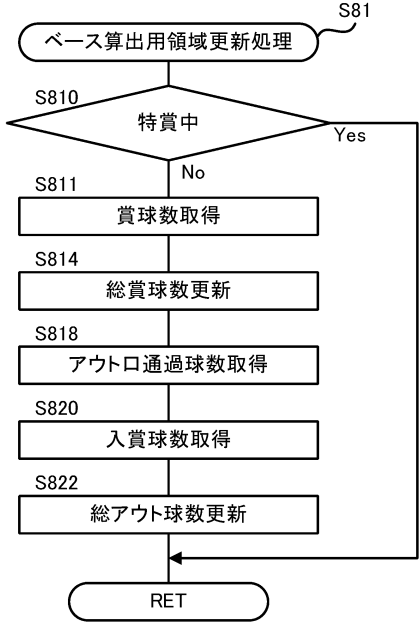 S81
ベース算出用領域更新処理
S810
特賞中
Yes
No
S811
賞球数取得
S814
総賞球数更新
S818
アウト口通過球数取得
S820
入賞球数取得
S822
総アウト球数更新
RET